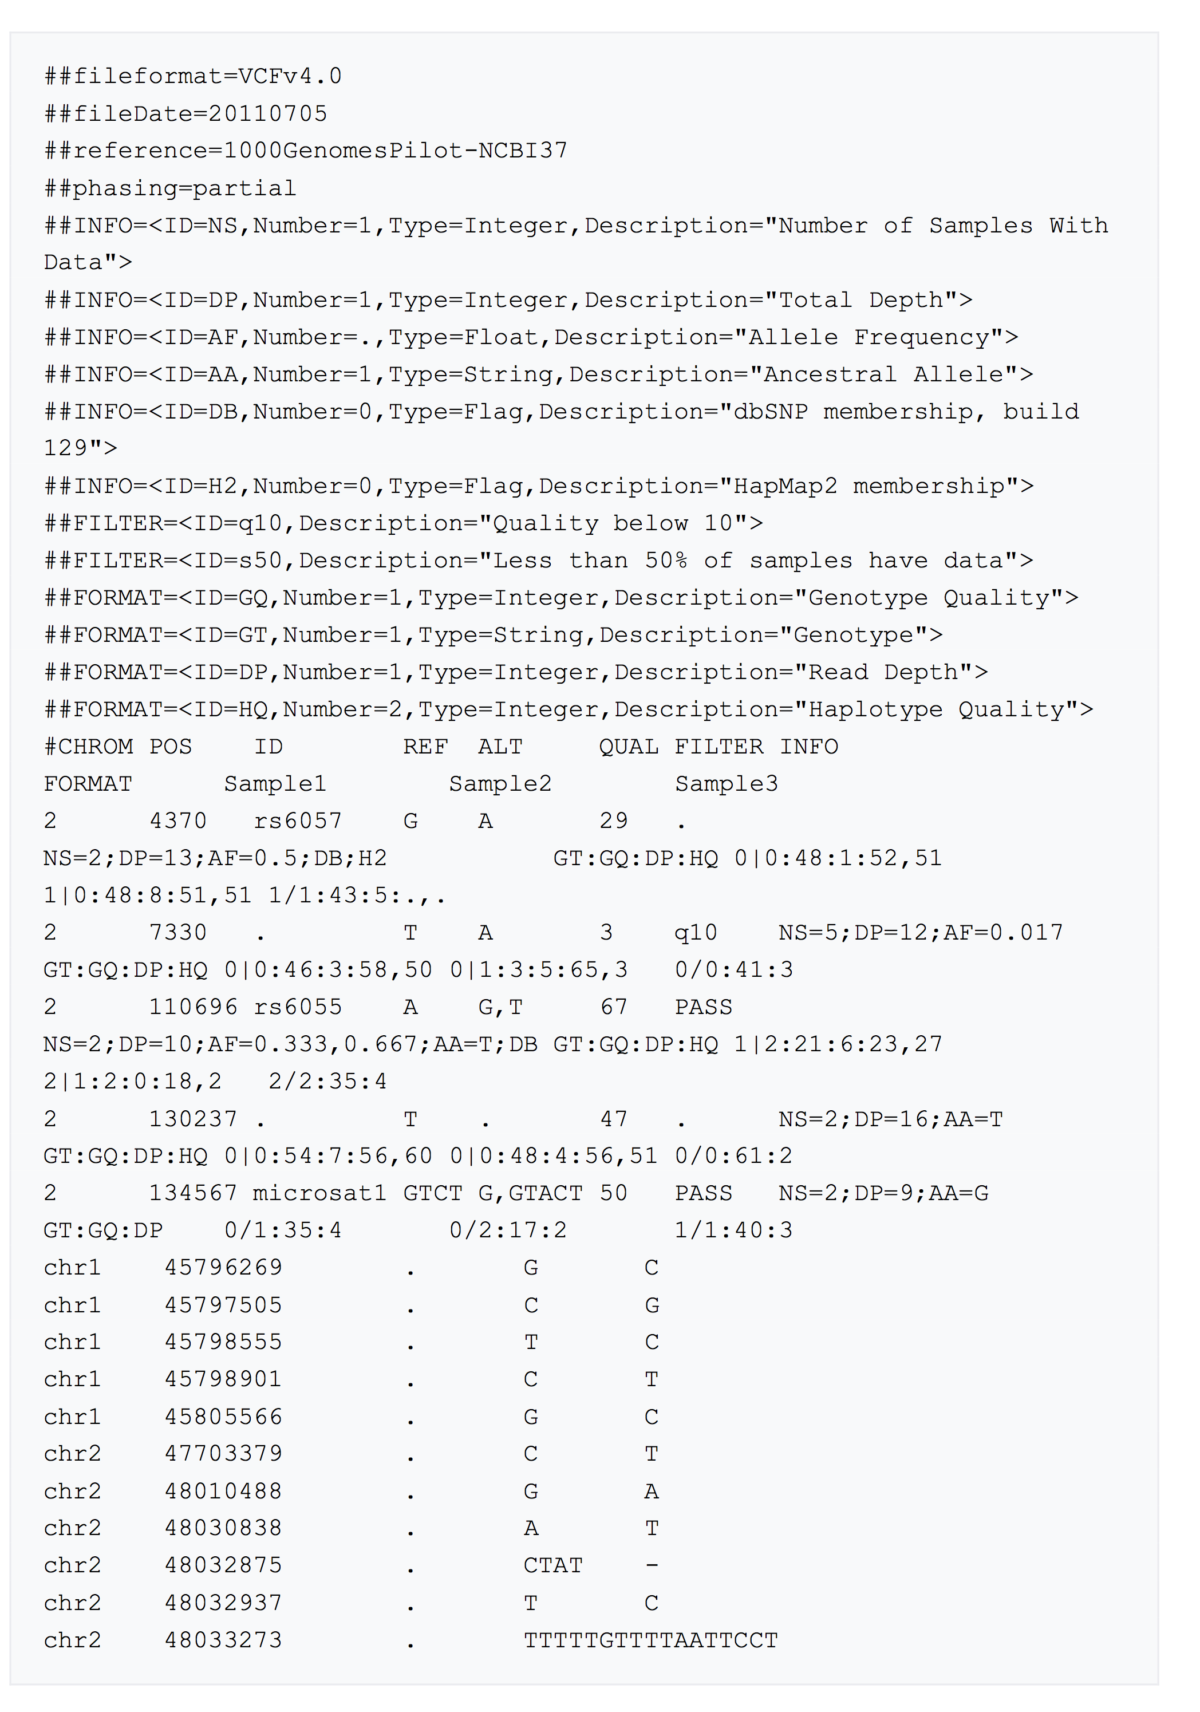 ##fileformat=VCFv4.0
##fileDate=20110705
##reference=1000GenomesPilot-NCBI37
##phasing=partial
##INFO=<ID=NS,Number=1,Type=Integer,Description="Number of Samples With
Data">
##INFO=<ID=DP,Number=1,Type=Integer,Description="Total Depth">
##INFO=<ID=AF,Number=.,Type=Float,Description="Allele Frequency">
##INFO=<ID=AA,Number=1,Type=String,Description="Ancestral Allele">
##INFO=<ID=DB,Number=0,Type=Flag,Description="dbSNP membership, build
129">
##INFO=<ID=H2,Number=0,Type=Flag,Description="HapMap2 membership">
##FILTER=<ID=q10,Description="Quality below 10">
##FILTER=<ID=s50,Description="Less than 50% of samples have data">
##FORMAT=<ID=GQ,Number=1,Type=Integer,Description="Genotype Quality">
##FORMAT=<ID=GT,Number=1,Type=String,Description="Genotype">
##FORMAT=<ID=DP,Number=1,Type=Integer,Description="Read Depth">
##FORMAT=<ID=HQ,Number=2,Type=Integer,Description="Haplotype Quality">
#CHROM POS    ID        REF  ALT     QUAL FILTER INFO
FORMAT      Sample1        Sample2        Sample3
2      4370   rs6057    G    A       29   .
NS=2;DP=13;AF=0.5;DB;H2           GT:GQ:DP:HQ 0|0:48:1:52,51
1|0:48:8:51,51 1/1:43:5:.,.
2      7330   .         T    A       3    q10    NS=5;DP=12;AF=0.017
GT:GQ:DP:HQ 0|0:46:3:58,50 0|1:3:5:65,3   0/0:41:3
2      110696 rs6055    A    G,T     67   PASS
NS=2;DP=10;AF=0.333,0.667;AA=T;DB GT:GQ:DP:HQ 1|2:21:6:23,27
2|1:2:0:18,2   2/2:35:4
2      130237 .         T    .       47   .      NS=2;DP=16;AA=T
GT:GQ:DP:HQ 0|0:54:7:56,60 0|0:48:4:56,51 0/0:61:2
2      134567 microsat1 GTCT G,GTACT 50   PASS   NS=2;DP=9;AA=G
GT:GQ:DP    0/1:35:4       0/2:17:2       1/1:40:3
chr1    45796269        .       G       C
chr1    45797505        .       C       G
chr1    45798555        .       T       C
chr1    45798901        .       C       T
chr1    45805566        .       G       C
chr2    47703379        .       C       T
chr2    48010488        .       G       A
chr2    48030838        .       A       T
chr2    48032875        .       CTAT    -
chr2    48032937        .       T       C
chr2    48033273        .       TTTTTGTTTTAATTCCT